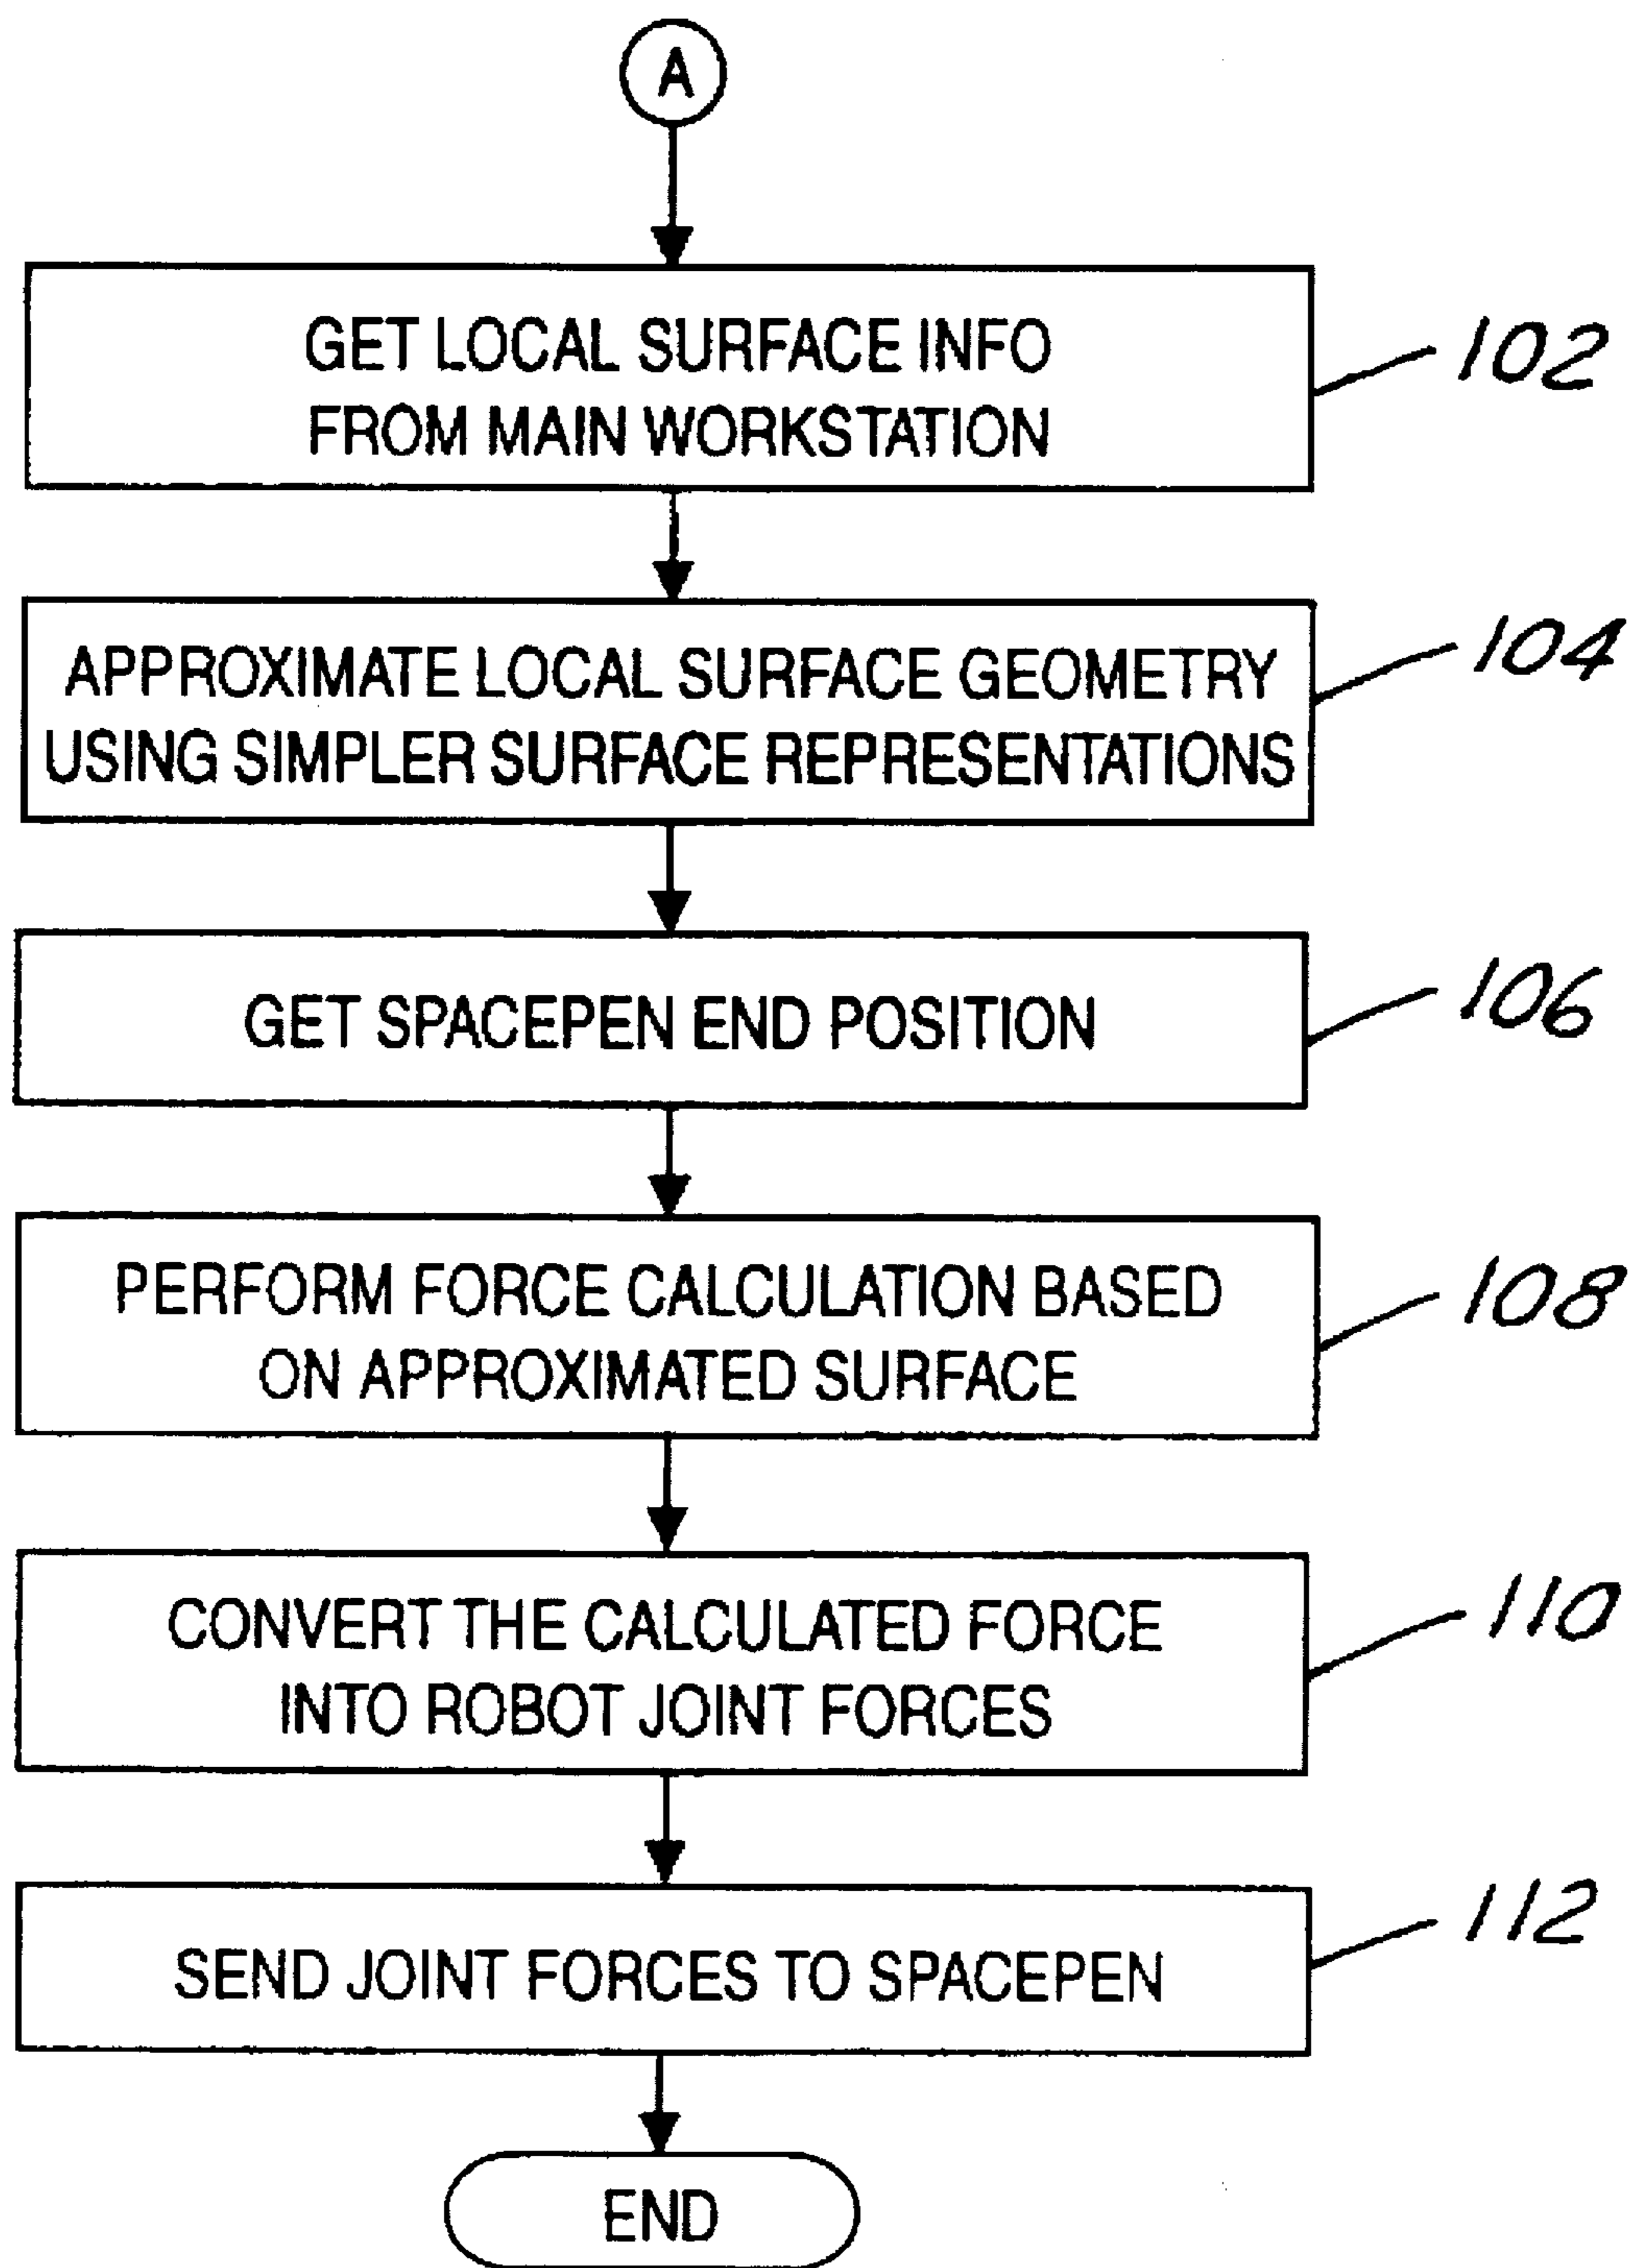 A
GET LOCAL SURFACE INFO
FROM MAIN WORKSTATION
102
APPROXIMATE LOCAL SURFACE GEOMETRY
USING SIMPLER SURFACE REPRESENTATIONS
104
GET SPACEPEN END POSITION
106
PERFORM FORCE CALCULATION BASED
ON APPROXIMATED SURFACE
108
CONVERT THE CALCULATED FORCE
INTO ROBOT JOINT FORCES
110
SEND JOINT FORCES TO SPACEPEN
112
END